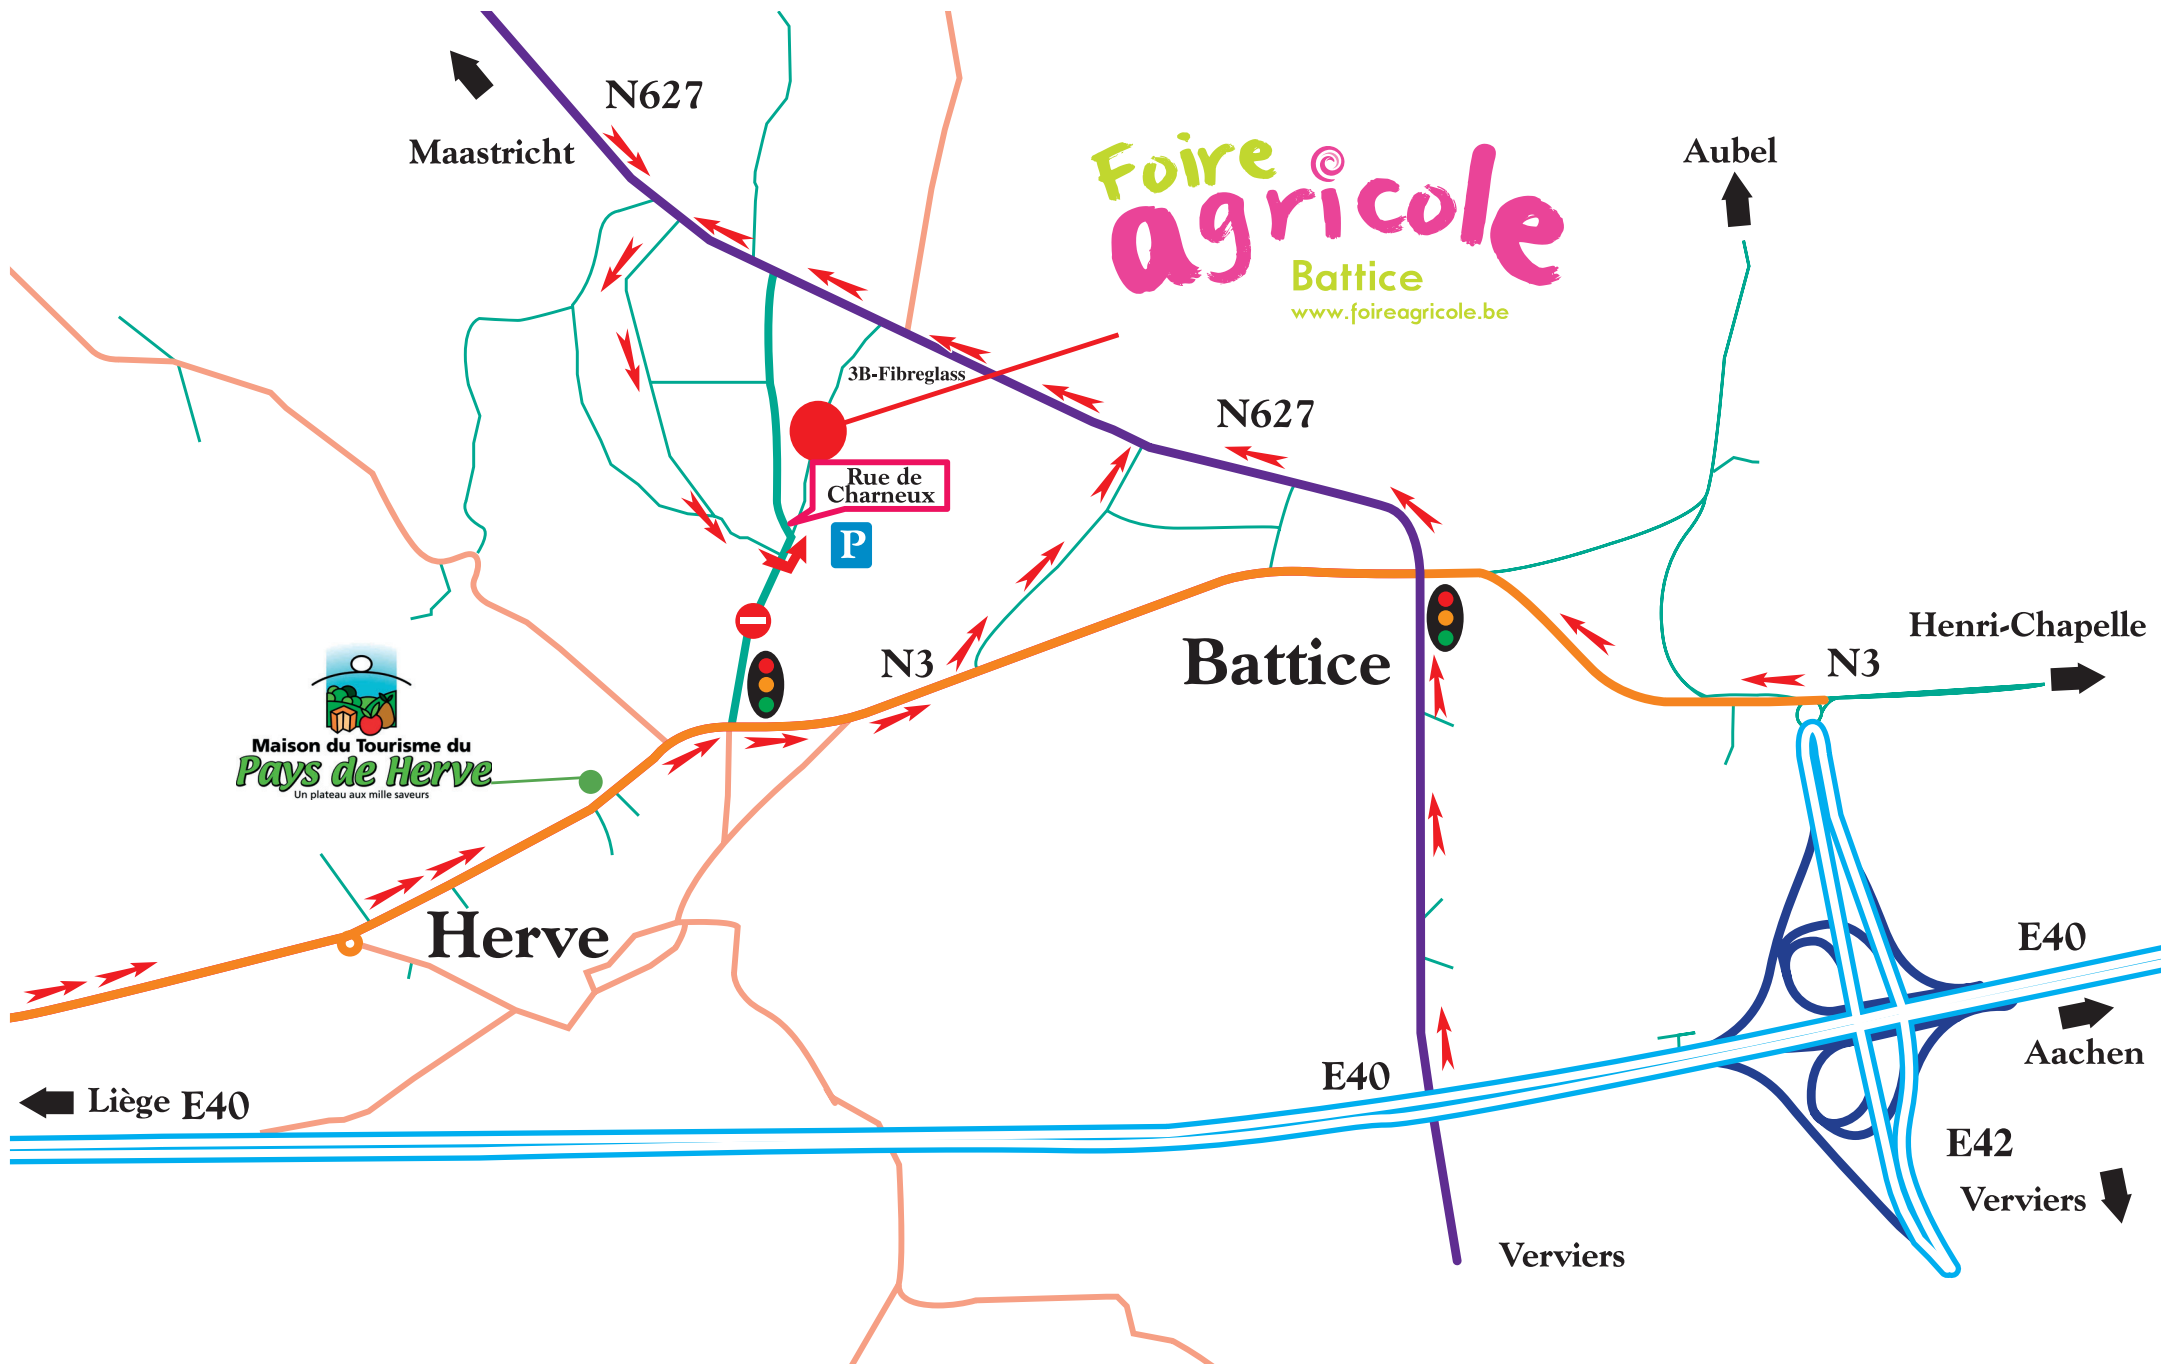 N627
Maastricht
Foire
agricole
Battice
www.foireagricole.be
Aubel
3B-Fibreglass
N627
Rue de
Charneux
P
Henri-Chapelle
N3
N3
Battice
Maison du Tourisme du
Pays de Herve
Un plateau aux mille saveurs
Herve
E40
Aachen
E40
Liège E40
E42
Verviers
Verviers